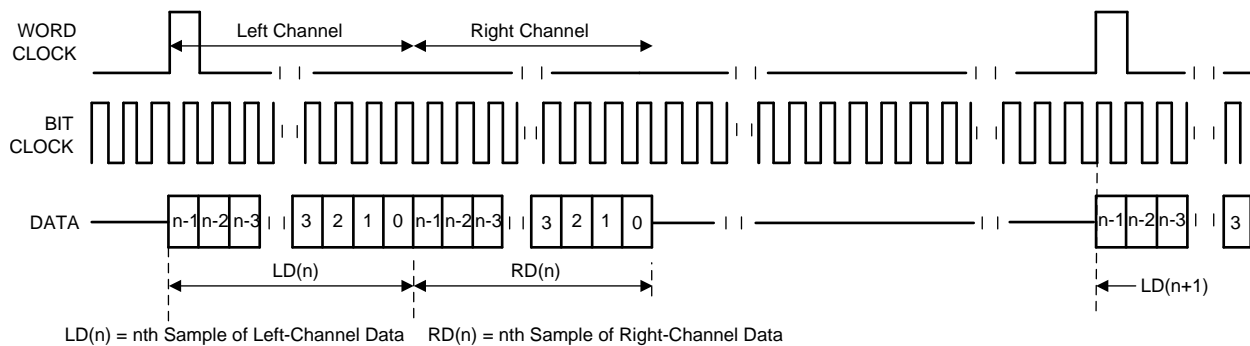 WORD
CLOCK
Left Channel
Right Channel
BIT
CLOCK
DATA
n-1 n-2 n-3 3 2 1 0 n-1 n-2 n-3 3 2 1 0 n-1 n-2 n-3 3
LD(n)
RD(n)
LD(n+1)
LD(n) = nth Sample of Left-Channel Data
RD(n) = nth Sample of Right-Channel Data